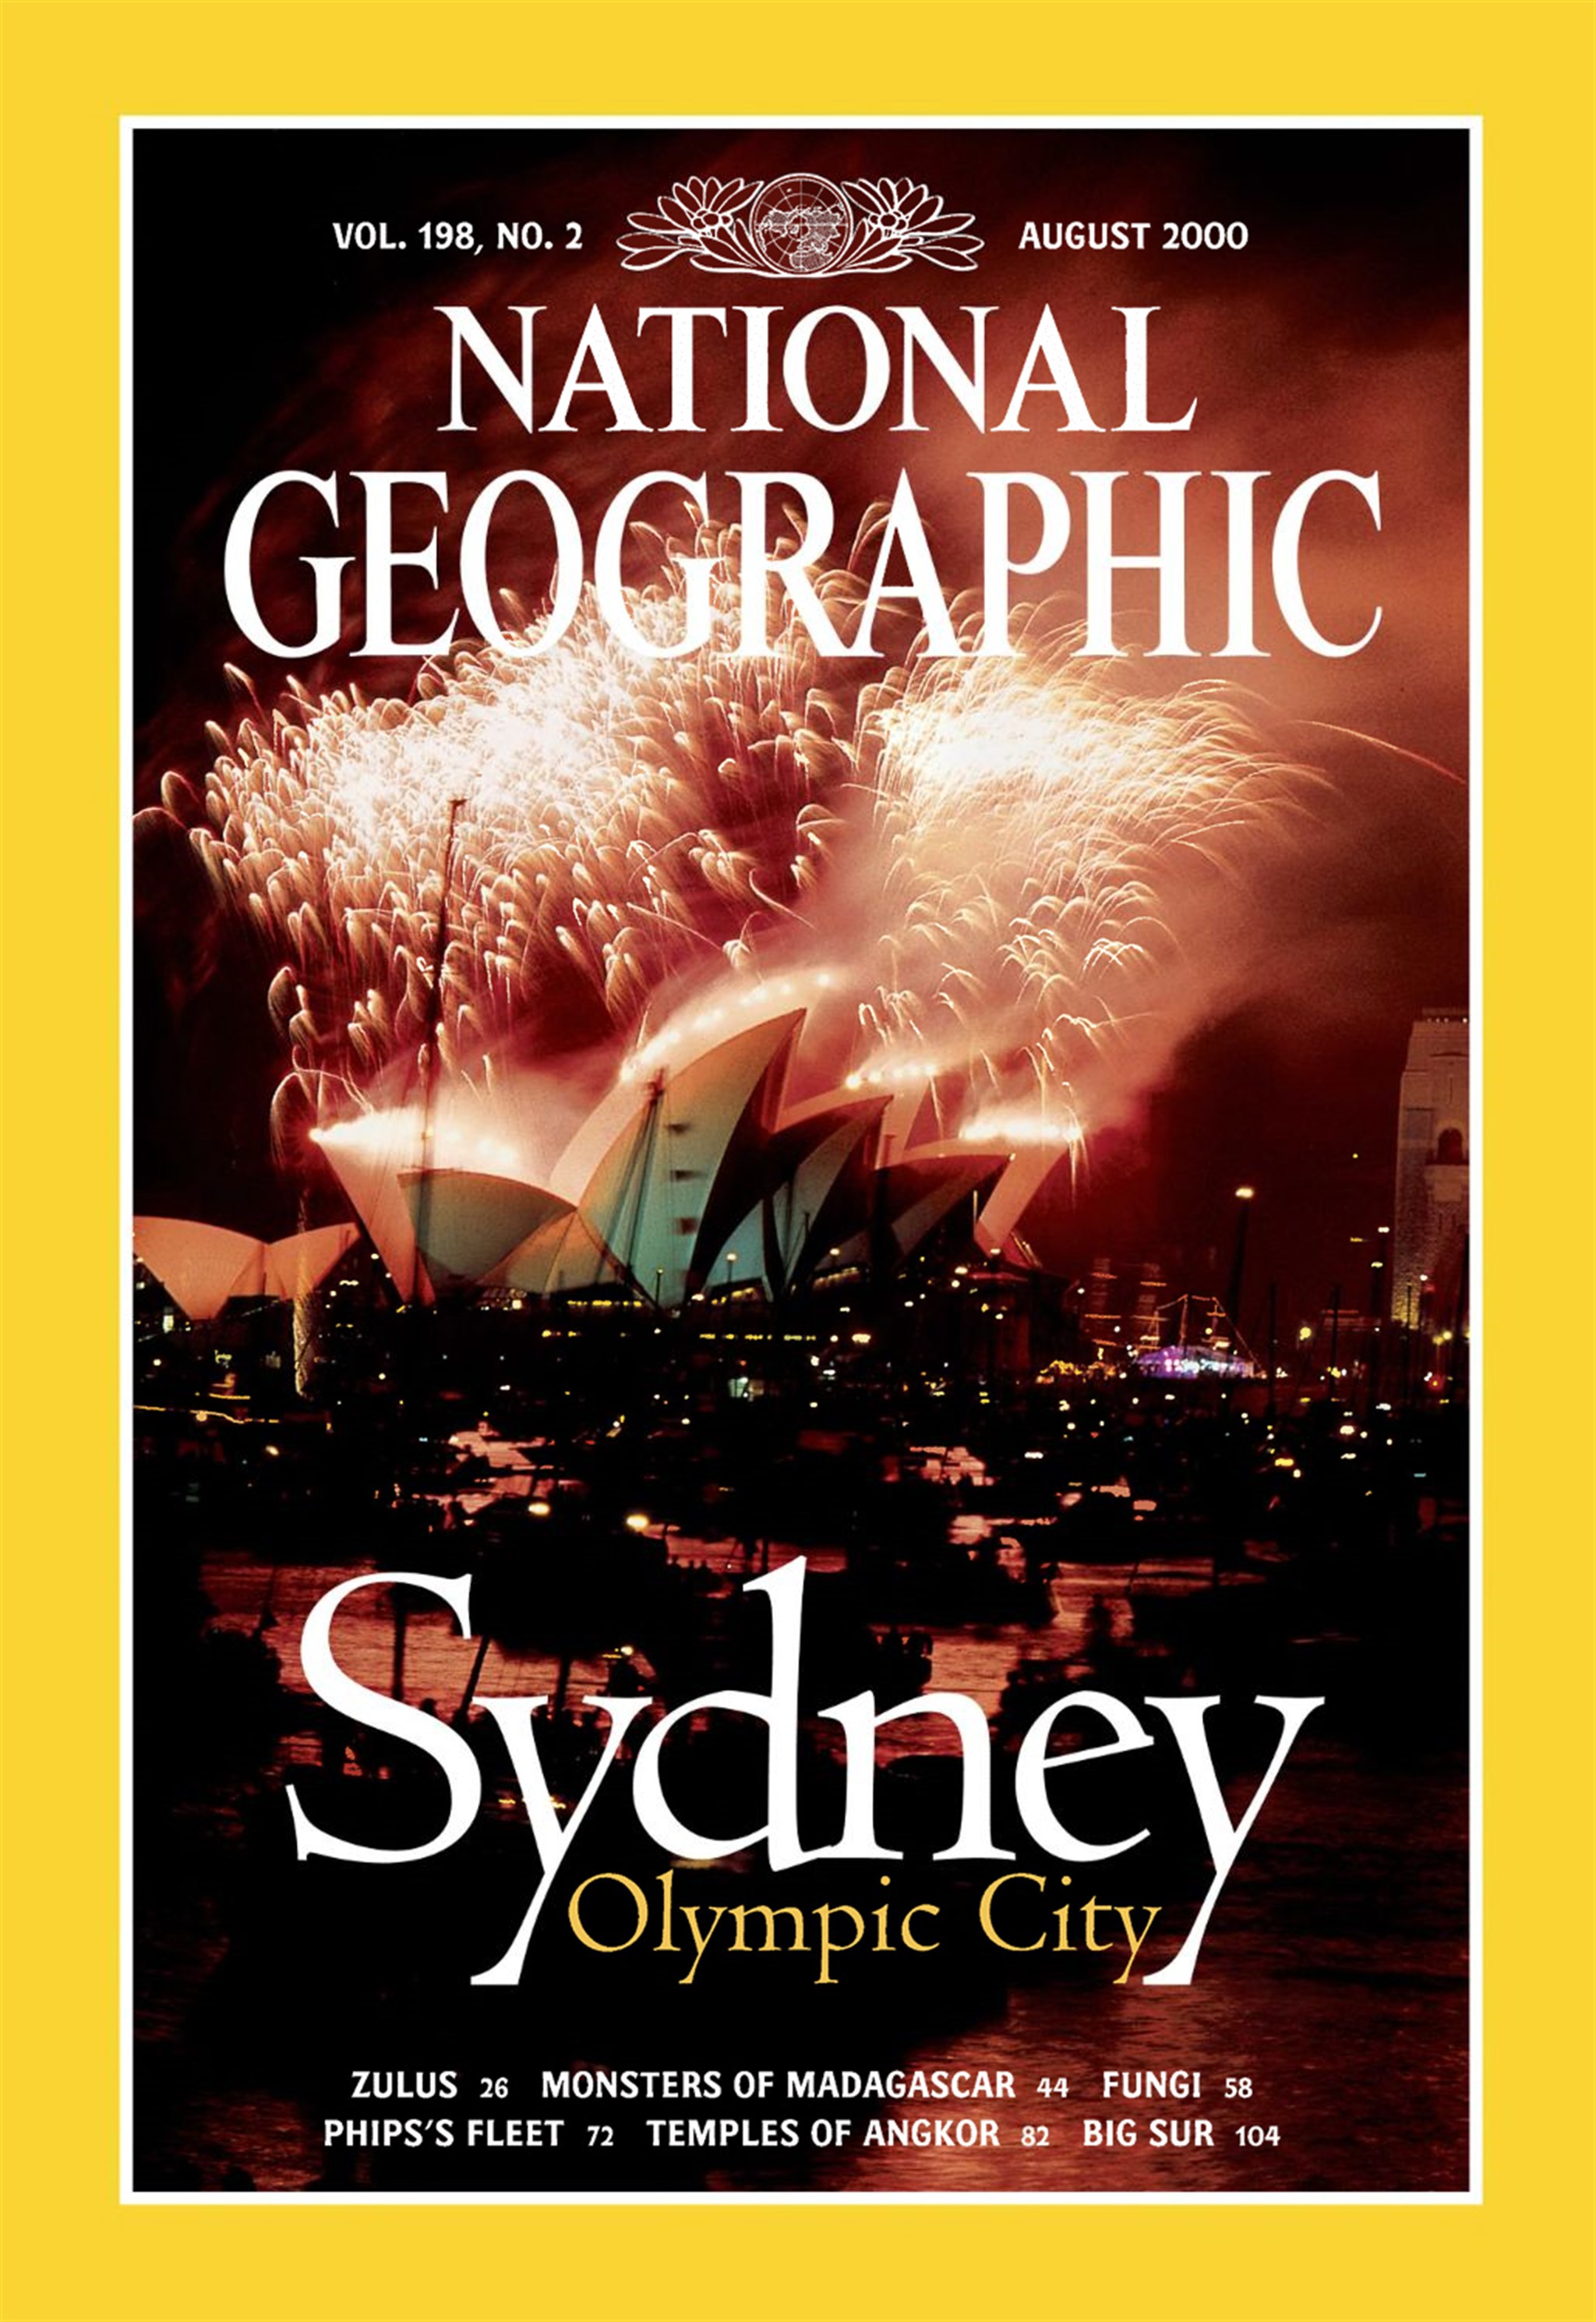 VOL. 198, NO. 2 AUGUST 2000
NATIONAL
GEOGRAPHIC
Sydney
Olympic City
ZULUS 26 MONSTERS OF MADAGASCAR 44 FUNGI 58
PHIPS'S FLEET 72 TEMPLES OF ANGKOR 82 BIG SUR 104